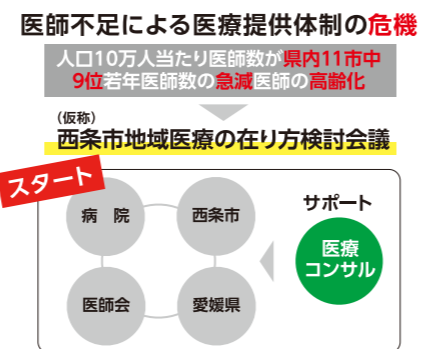 医師不足による医療提供体制の危機
人口10万人当たり医師数が県内11市中
9位若年医師数の急減医師の高齢化
（仮称）
西条市地域医療の在り方検討会議
スタート
病　院
西条市
医師会
愛媛県
サポート
医療
コンサル